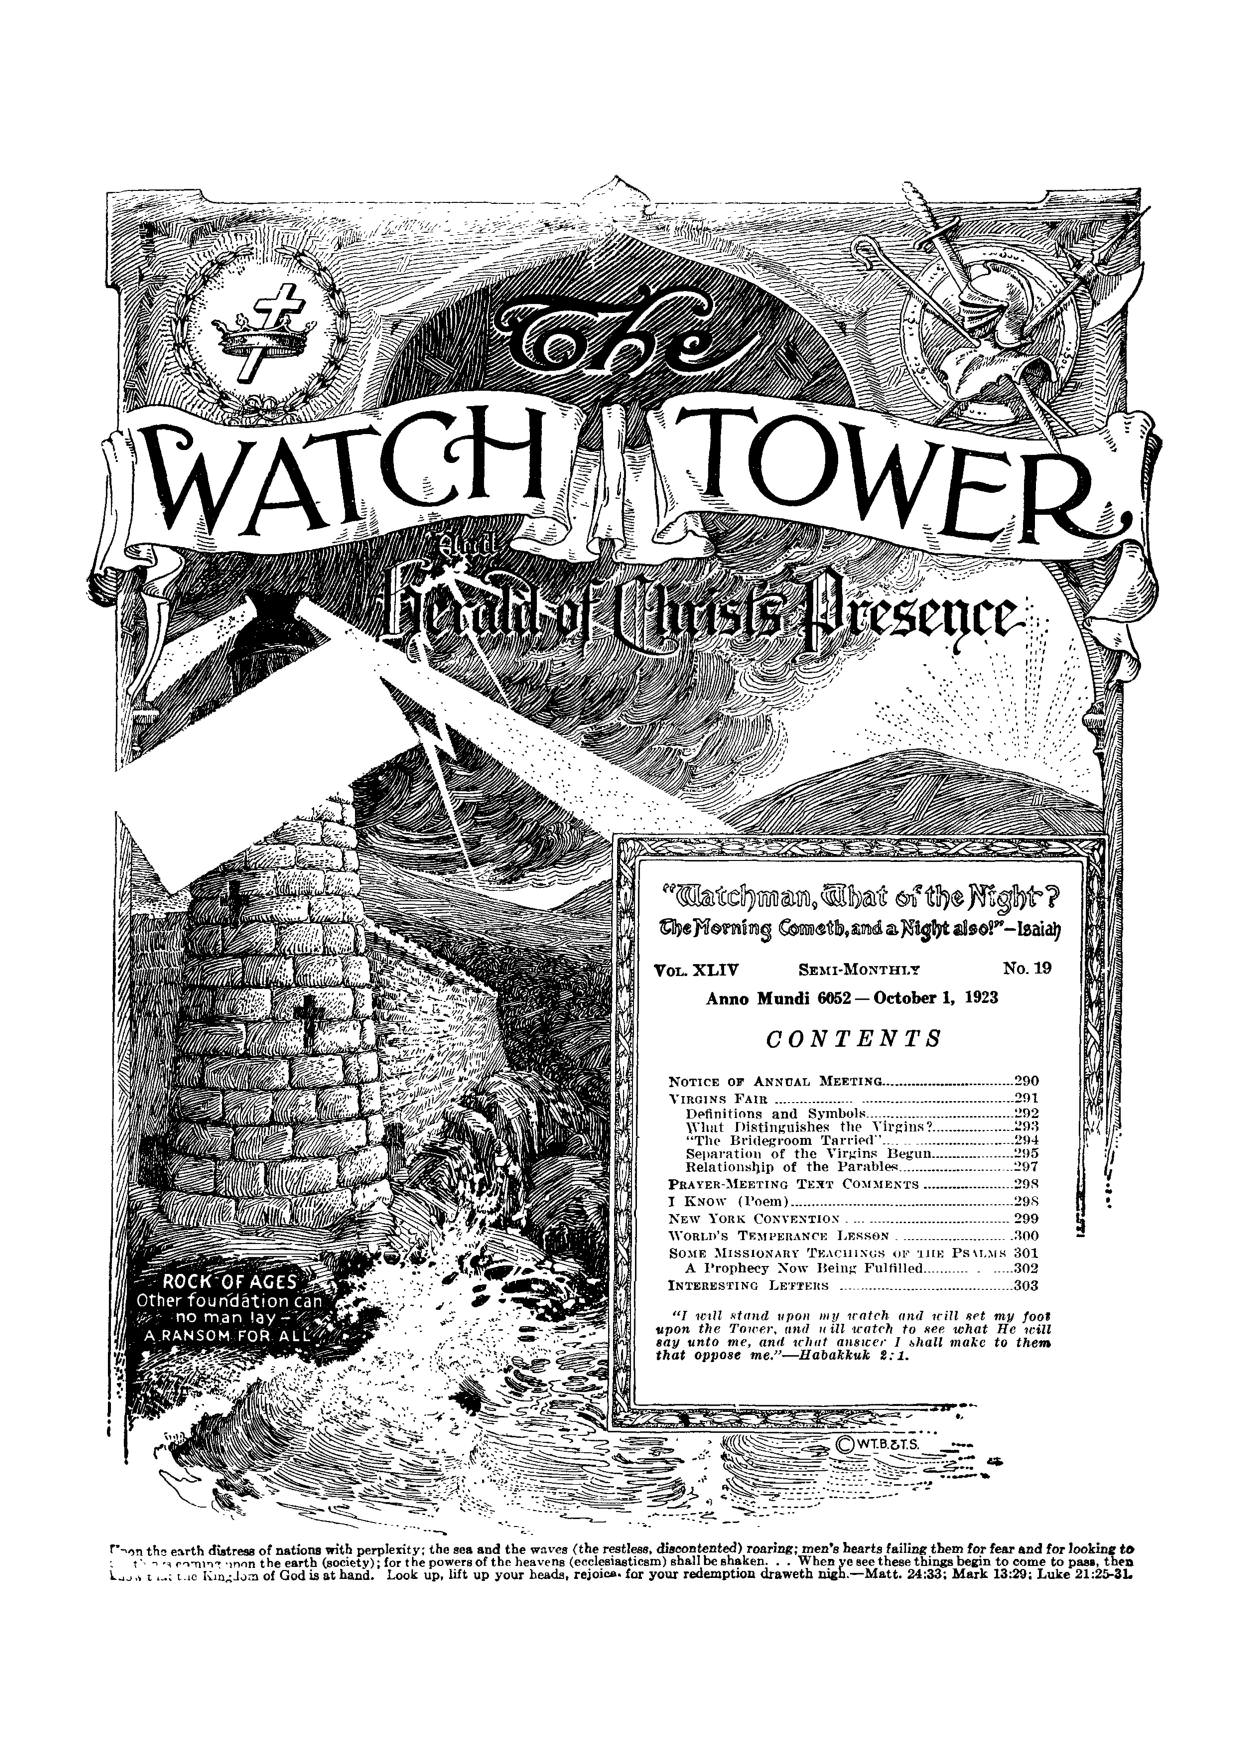 The
WATCH TOWER
And
Herald of Christ's Presence
"Watchman, What of the Night?
The Morning Cometh, and a Night also!"—Isaiah
VOL. XLIV SEMI-MONTHLY No. 19
Anno Mundi 6052—October 1, 1923
CONTENTS
NOTICE OF ANNUAL MEETING 290
VIRGINS FAIR 291
Definitions and Symbols 292
What Distinguishes the Virgins? 293
"The Bridegroom Tarried" 294
Separation of the Virgins Begun 295
Relationship of the Parables 297
PRAYER-MEETING TEXT COMMENTS 298
I KNOW (Poem) 298
NEW YORK CONVENTION 299
WORLD'S TEMPERANCE LESSON 300
SOME MISSIONARY TEACHINGS OF THE PSALMS 301
A Prophecy Now Being Fulfilled 302
INTERESTING LETTERS 303
"I will stand upon my watch and will set my foot
upon the Tower, and will watch to see what He will
say unto me, and what answer I shall make to them
that oppose me."—Habakkuk 2:1.
ROCK OF AGES
Other foundation can
no man lay—
A RANSOM FOR ALL
©W.T.B.&T.S.
Upon the earth distress of nations with perplexity; the sea and the waves (the restless, discontented) roaring; men's hearts failing them for fear and for looking to
coming upon the earth (society); for the powers of the heavens (ecclesiasticsm) shall be shaken. . . When ye see these things begin to come to pass, then
the Kingdom of God is at hand. Look up, lift up your heads, rejoice, for your redemption draweth nigh.—Matt. 24:33; Mark 13:29; Luke 21:25-31.